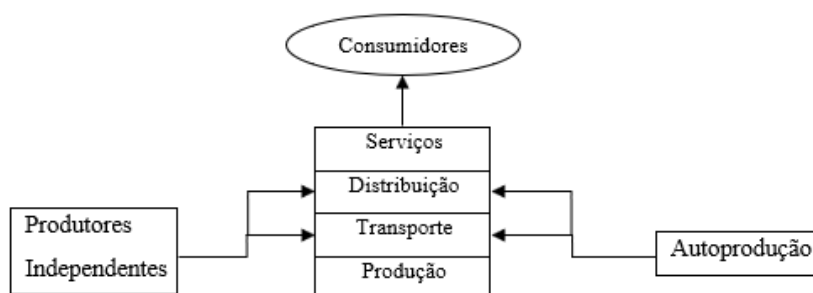 Consumidores
Serviços
Distribuição
Transporte
Produção
Produtores
Independentes
Autoprodução